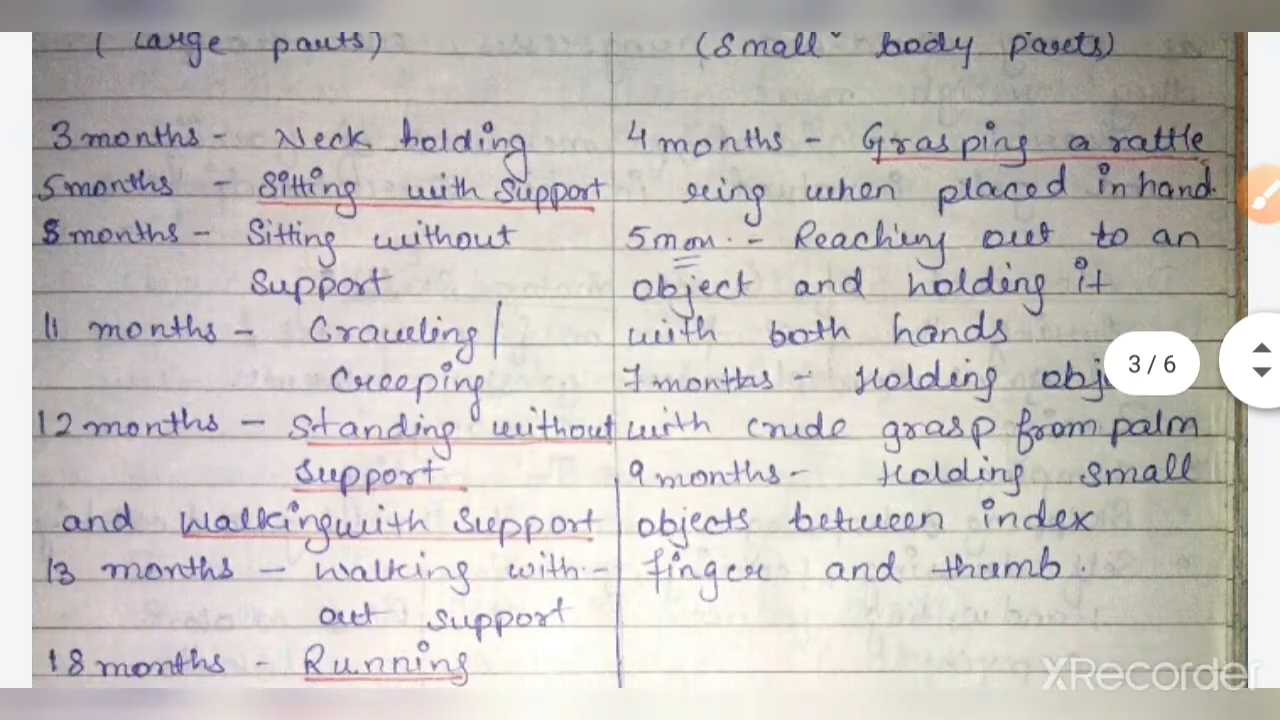 ( Large parts)
3 months - Neck holding
5 months - Sitting with support
8 months - Sitting without
Support
11 months - Crawling /
Creeping
12 months - Standing without
Support
and walking with support
13 months - Walking with-
out support
18 months - Running
(Small body parts)
4 months - Grasping a rattle
ring when placed in hand.
5 mon. - Reaching out to an
object and holding it
with both hands
7 months - Holding obj
with crude grasp from palm
9 months - Holding small
objects between index
finger and thumb.
3 / 6
XRecorder